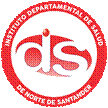 INSTITUTO DEPARTAMENTAL DE SALUD
ids
DE NORTE DE SANTANDER